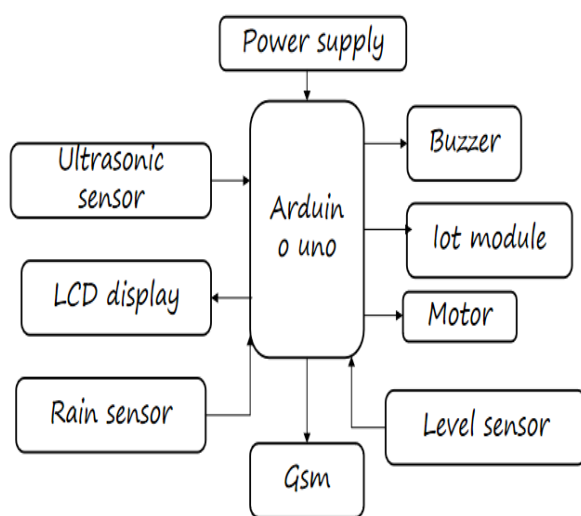 Power supply
Ultrasonic
sensor
Buzzer
Arduin
o uno
Iot module
LCD display
Motor
Rain sensor
Level sensor
Gsm